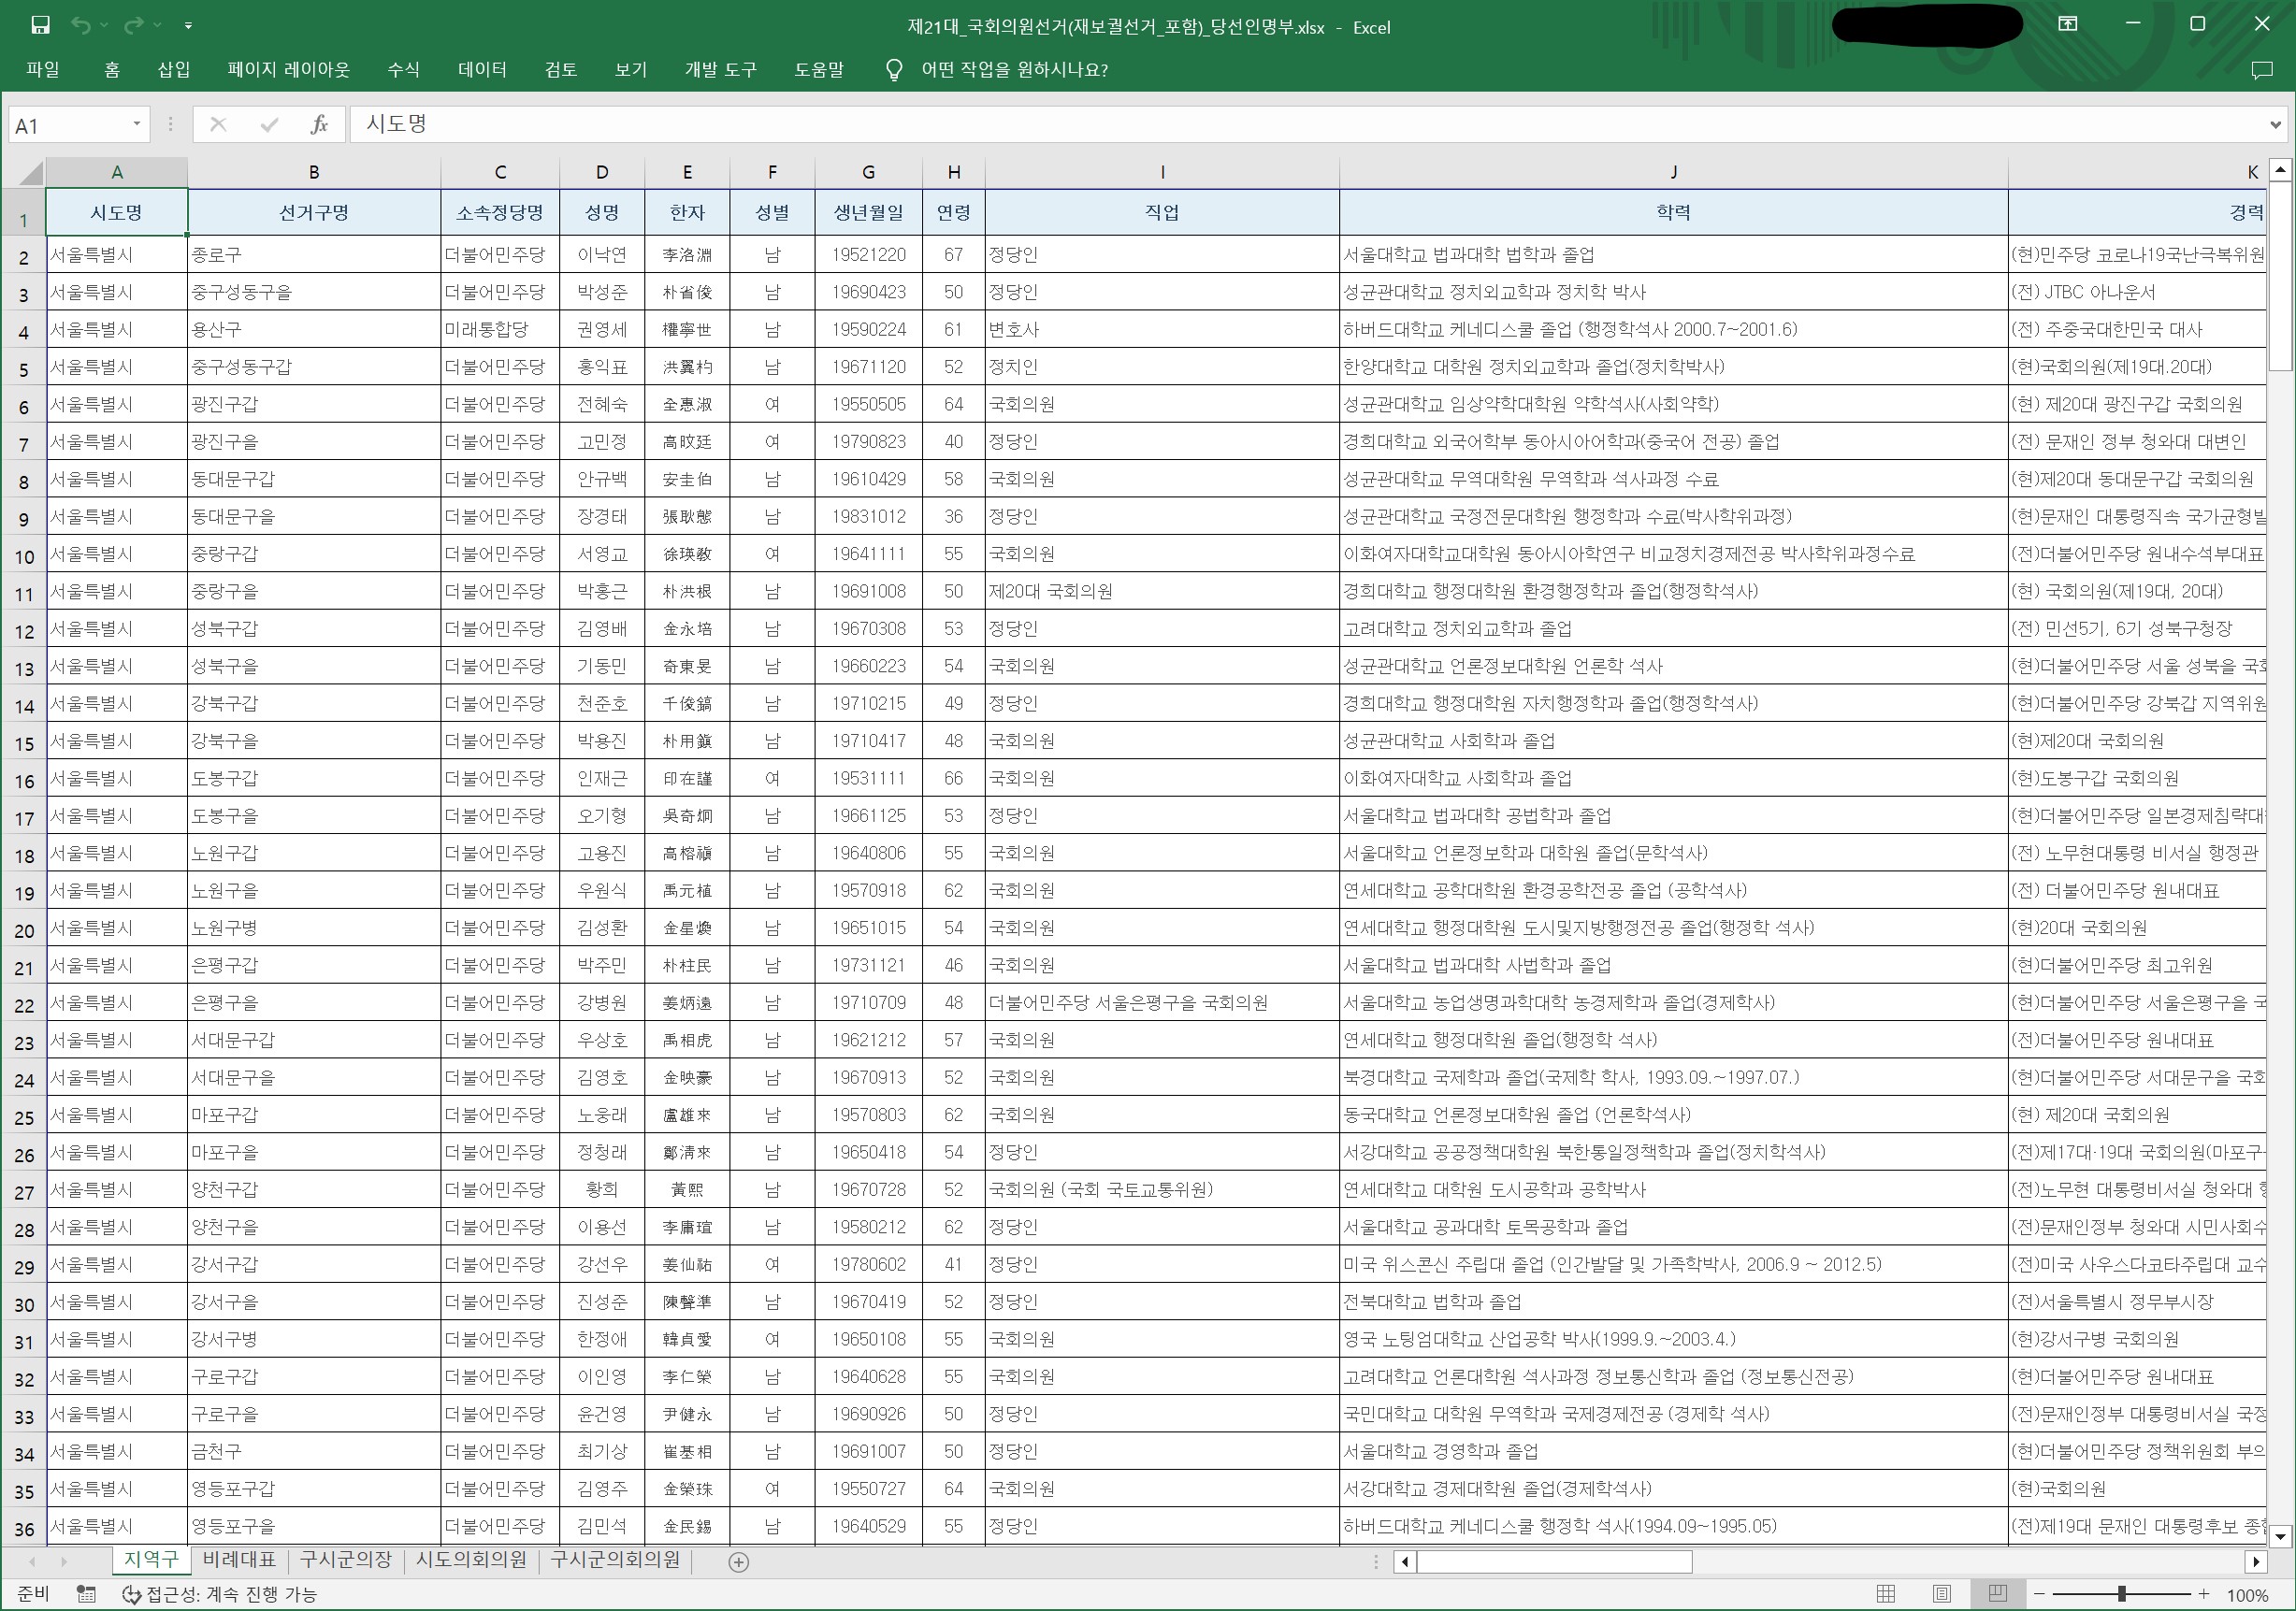 제21대_국회의원선거(재보궐선거_포함)_당선인명부.xlsx - Excel
파일 홈 삽입 페이지 레이아웃 수식 데이터 검토 보기 개발 도구 도움말 어떤 작업을 원하시나요?
A1 fx 시도명
A B C D E F G H I J K
1 시도명 선거구명 소속정당명 성명 한자 성별 생년월일 연령 직업 학력 경력
2 서울특별시 종로구 더불어민주당 이낙연 李洛淵 남 19521220 67 정당인 서울대학교 법과대학 법학과 졸업 (현)민주당 코로나19국난극복위원
3 서울특별시 중구성동구을 더불어민주당 박성준 朴省俊 남 19690423 50 정당인 성균관대학교 정치외교학과 정치학 박사 (전) JTBC 아나운서
4 서울특별시 용산구 미래통합당 권영세 權寧世 남 19590224 61 변호사 하버드대학교 케네디스쿨 졸업 (행정학석사 2000.7~2001.6) (전) 주중국대한민국 대사
5 서울특별시 중구성동구갑 더불어민주당 홍익표 洪翼杓 남 19671120 52 정치인 한양대학교 대학원 정치외교학과 졸업(정치학박사) (현)국회의원(제19대.20대)
6 서울특별시 광진구갑 더불어민주당 전혜숙 全惠淑 여 19550505 64 국회의원 성균관대학교 임상약학대학원 약학석사(사회약학) (현) 제20대 광진구갑 국회의원
7 서울특별시 광진구을 더불어민주당 고민정 高旼廷 여 19790823 40 정당인 경희대학교 외국어학부 동아시아어학과(중국어 전공) 졸업 (전) 문재인 정부 청와대 대변인
8 서울특별시 동대문구갑 더불어민주당 안규백 安圭伯 남 19610429 58 국회의원 성균관대학교 무역대학원 무역학과 석사과정 수료 (현)제20대 동대문구갑 국회의원
9 서울특별시 동대문구을 더불어민주당 장경태 張耿態 남 19831012 36 정당인 성균관대학교 국정전문대학원 행정학과 수료(박사학위과정) (현)문재인 대통령직속 국가균형발
10 서울특별시 중랑구갑 더불어민주당 서영교 徐瑛敎 여 19641111 55 국회의원 이화여자대학교대학원 동아시아학연구 비교정치경제전공 박사학위과정수료 (전)더불어민주당 원내수석부대표
11 서울특별시 중랑구을 더불어민주당 박홍근 朴洪根 남 19691008 50 제20대 국회의원 경희대학교 행정대학원 환경행정학과 졸업(행정학석사) (현) 국회의원(제19대, 20대)
12 서울특별시 성북구갑 더불어민주당 김영배 金永培 남 19670308 53 정당인 고려대학교 정치외교학과 졸업 (전) 민선5기, 6기 성북구청장
13 서울특별시 성북구을 더불어민주당 기동민 奇東旻 남 19660223 54 국회의원 성균관대학교 언론정보대학원 언론학 석사 (현)더불어민주당 서울 성북을 국회
14 서울특별시 강북구갑 더불어민주당 천준호 千俊鎬 남 19710215 49 정당인 경희대학교 행정대학원 자치행정학과 졸업(행정학석사) (현)더불어민주당 강북갑 지역위원
15 서울특별시 강북구을 더불어민주당 박용진 朴用鎭 남 19710417 48 국회의원 성균관대학교 사회학과 졸업 (현)제20대 국회의원
16 서울특별시 도봉구갑 더불어민주당 인재근 印在謹 여 19531111 66 국회의원 이화여자대학교 사회학과 졸업 (현)도봉구갑 국회의원
17 서울특별시 도봉구을 더불어민주당 오기형 吳奇炯 남 19661125 53 정당인 서울대학교 법과대학 공법학과 졸업 (현)더불어민주당 일본경제침략대
18 서울특별시 노원구갑 더불어민주당 고용진 高榕禛 남 19640806 55 국회의원 서울대학교 언론정보학과 대학원 졸업(문학석사) (전) 노무현대통령 비서실 행정관
19 서울특별시 노원구을 더불어민주당 우원식 禹元植 남 19570918 62 국회의원 연세대학교 공학대학원 환경공학전공 졸업 (공학석사) (전) 더불어민주당 원내대표
20 서울특별시 노원구병 더불어민주당 김성환 金星煥 남 19651015 54 국회의원 연세대학교 행정대학원 도시및지방행정전공 졸업(행정학 석사) (현)20대 국회의원
21 서울특별시 은평구갑 더불어민주당 박주민 朴柱民 남 19731121 46 국회의원 서울대학교 법과대학 사법학과 졸업 (현)더불어민주당 최고위원
22 서울특별시 은평구을 더불어민주당 강병원 姜炳遠 남 19710709 48 더불어민주당 서울은평구을 국회의원 서울대학교 농업생명과학대학 농경제학과 졸업(경제학사) (현)더불어민주당 서울은평구을 국
23 서울특별시 서대문구갑 더불어민주당 우상호 禹相虎 남 19621212 57 국회의원 연세대학교 행정대학원 졸업(행정학 석사) (전)더불어민주당 원내대표
24 서울특별시 서대문구을 더불어민주당 김영호 金映豪 남 19670913 52 국회의원 북경대학교 국제학과 졸업(국제학 학사, 1993.09.~1997.07.) (현)더불어민주당 서대문구을 국회
25 서울특별시 마포구갑 더불어민주당 노웅래 盧雄來 남 19570803 62 국회의원 동국대학교 언론정보대학원 졸업 (언론학석사) (현) 제20대 국회의원
26 서울특별시 마포구을 더불어민주당 정청래 鄭淸來 남 19650418 54 정당인 서강대학교 공공정책대학원 북한통일정책학과 졸업(정치학석사) (전)제17대·19대 국회의원(마포구
27 서울특별시 양천구갑 더불어민주당 황희 黃熙 남 19670728 52 국회의원 (국회 국토교통위원) 연세대학교 대학원 도시공학과 공학박사 (전)노무현 대통령비서실 청와대 행
28 서울특별시 양천구을 더불어민주당 이용선 李庸瑄 남 19580212 62 정당인 서울대학교 공과대학 토목공학과 졸업 (전)문재인정부 청와대 시민사회수
29 서울특별시 강서구갑 더불어민주당 강선우 姜仙祐 여 19780602 41 정당인 미국 위스콘신 주립대 졸업 (인간발달 및 가족학박사, 2006.9 ~ 2012.5) (전)미국 사우스다코타주립대 교수
30 서울특별시 강서구을 더불어민주당 진성준 陳聲準 남 19670419 52 정당인 전북대학교 법학과 졸업 (전)서울특별시 정무부시장
31 서울특별시 강서구병 더불어민주당 한정애 韓貞愛 여 19650108 55 국회의원 영국 노팅엄대학교 산업공학 박사(1999.9.~2003.4.) (현)강서구병 국회의원
32 서울특별시 구로구갑 더불어민주당 이인영 李仁榮 남 19640628 55 국회의원 고려대학교 언론대학원 석사과정 정보통신학과 졸업 (정보통신전공) (현)더불어민주당 원내대표
33 서울특별시 구로구을 더불어민주당 윤건영 尹健永 남 19690926 50 정당인 국민대학교 대학원 무역학과 국제경제전공 (경제학 석사) (전)문재인정부 대통령비서실 국정
34 서울특별시 금천구 더불어민주당 최기상 崔基相 남 19691007 50 정당인 서울대학교 경영학과 졸업 (현)더불어민주당 정책위원회 부의
35 서울특별시 영등포구갑 더불어민주당 김영주 金榮珠 여 19550727 64 국회의원 서강대학교 경제대학원 졸업(경제학석사) (현)국회의원
36 서울특별시 영등포구을 더불어민주당 김민석 金民錫 남 19640529 55 정당인 하버드대학교 케네디스쿨 행정학 석사(1994.09~1995.05) (전)제19대 문재인 대통령후보 종합
지역구 비례대표 구시군의장 시도의회의원 구시군의회의원
준비 접근성: 계속 진행 가능 100%